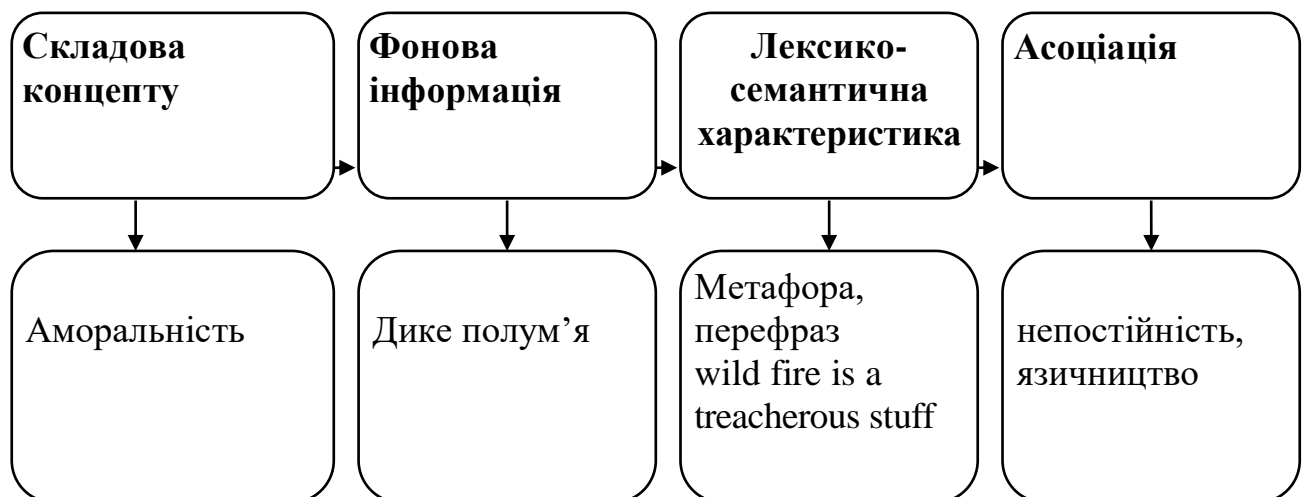 Складова
концепту
Фонова
інформація
Лексико-
семантична
характеристика
Асоціація
Аморальність
Дике полум’я
Метафора,
перефраз
wild fire is a
treacherous stuff
непостійність,
язичництво